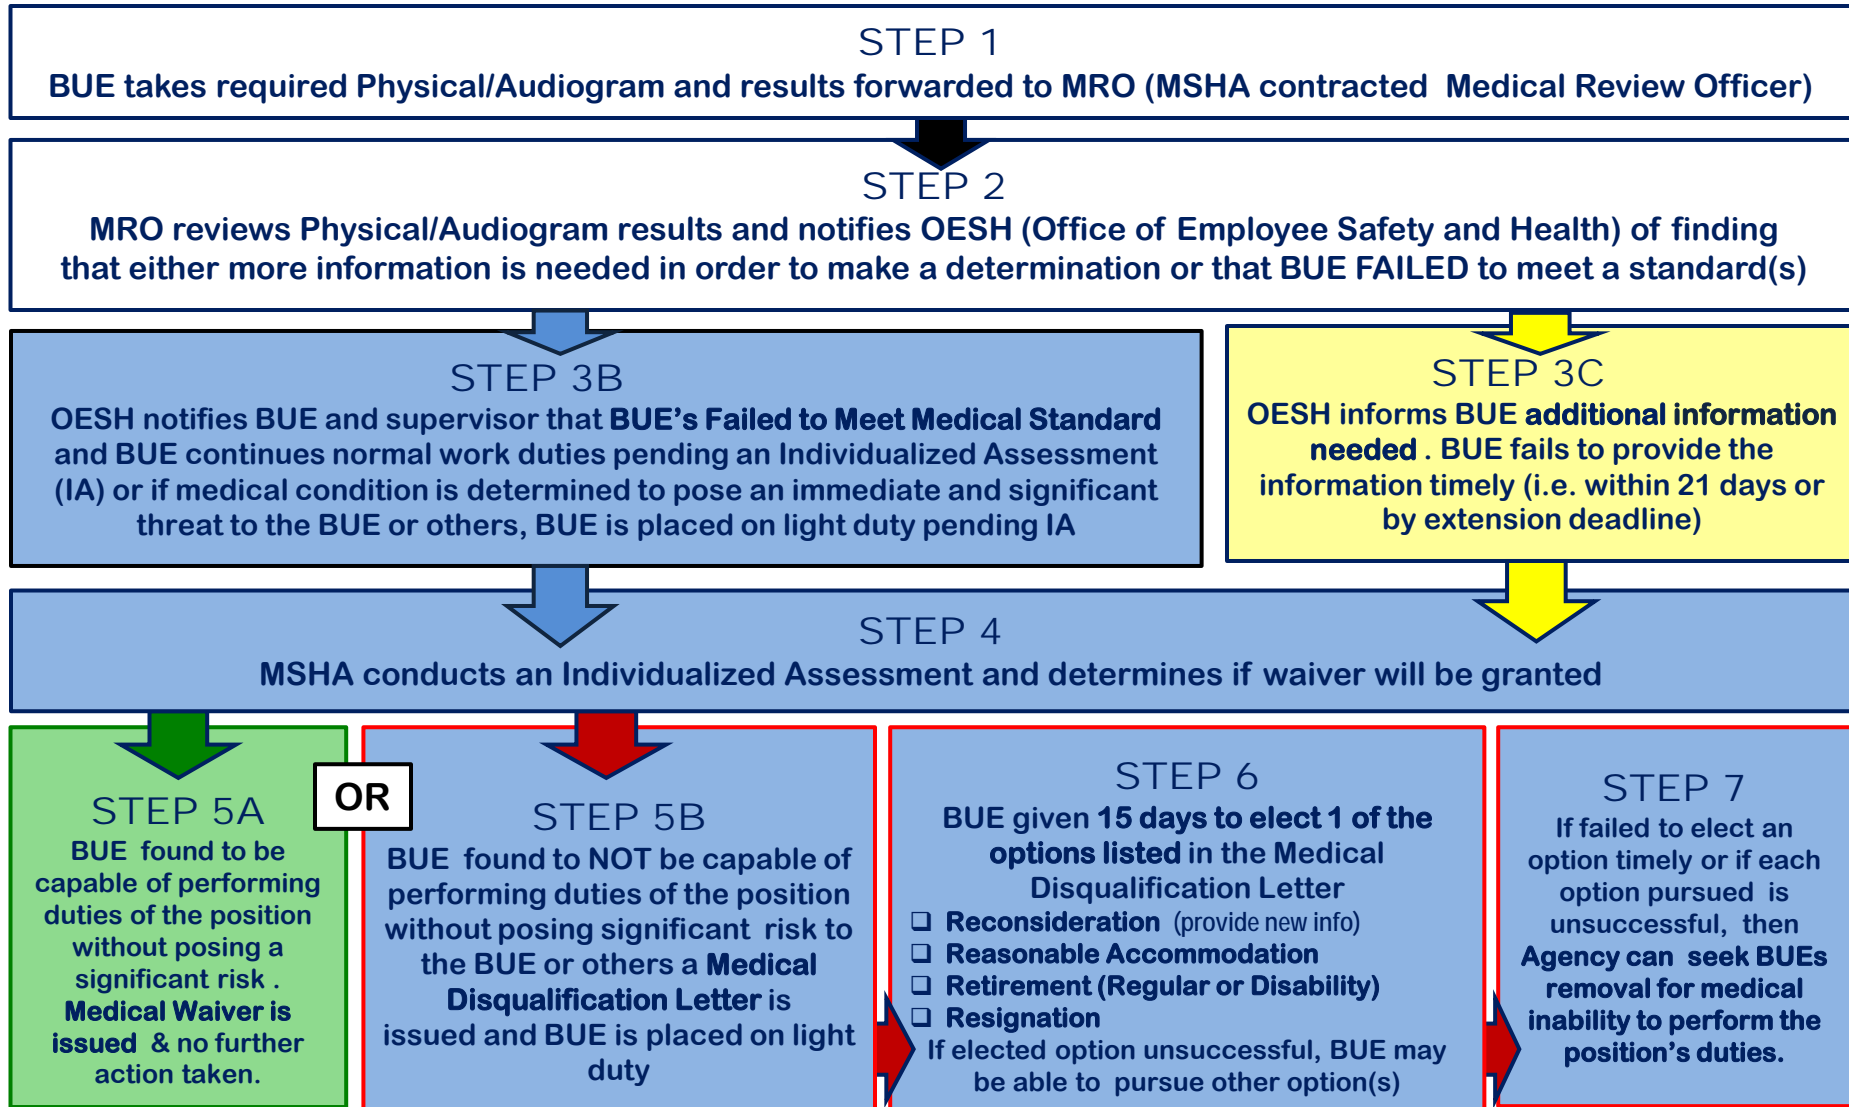 STEP 1
BUE takes required Physical/Audiogram and results forwarded to MRO (MSHA contracted Medical Review Officer)
STEP 2
MRO reviews Physical/Audiogram results and notifies OESH (Office of Employee Safety and Health) of finding
that either more information is needed in order to make a determination or that BUE FAILED to meet a standard(s)
STEP 3B
OESH notifies BUE and supervisor that BUE's Failed to Meet Medical Standard
and BUE continues normal work duties pending an Individualized Assessment
(IA) or if medical condition is determined to pose an immediate and significant
threat to the BUE or others, BUE is placed on light duty pending IA
STEP 3C
OESH informs BUE additional information
needed . BUE fails to provide the
information timely (i.e. within 21 days or
by extension deadline)
STEP 4
MSHA conducts an Individualized Assessment and determines if waiver will be granted
STEP 5A
BUE found to be
capable of performing
duties of the position
without posing a
significant risk .
Medical Waiver is
issued & no further
action taken.
OR
STEP 5B
BUE found to NOT be capable of
performing duties of the position
without posing significant risk to
the BUE or others a Medical
Disqualification Letter is
issued and BUE is placed on light
duty
STEP 6
BUE given 15 days to elect 1 of the
options listed in the Medical
Disqualification Letter
❑ Reconsideration (provide new info)
❑ Reasonable Accommodation
❑ Retirement (Regular or Disability)
❑ Resignation
If elected option unsuccessful, BUE may
be able to pursue other option(s)
STEP 7
If failed to elect an
option timely or if each
option pursued is
unsuccessful, then
Agency can seek BUEs
removal for medical
inability to perform the
position's duties.